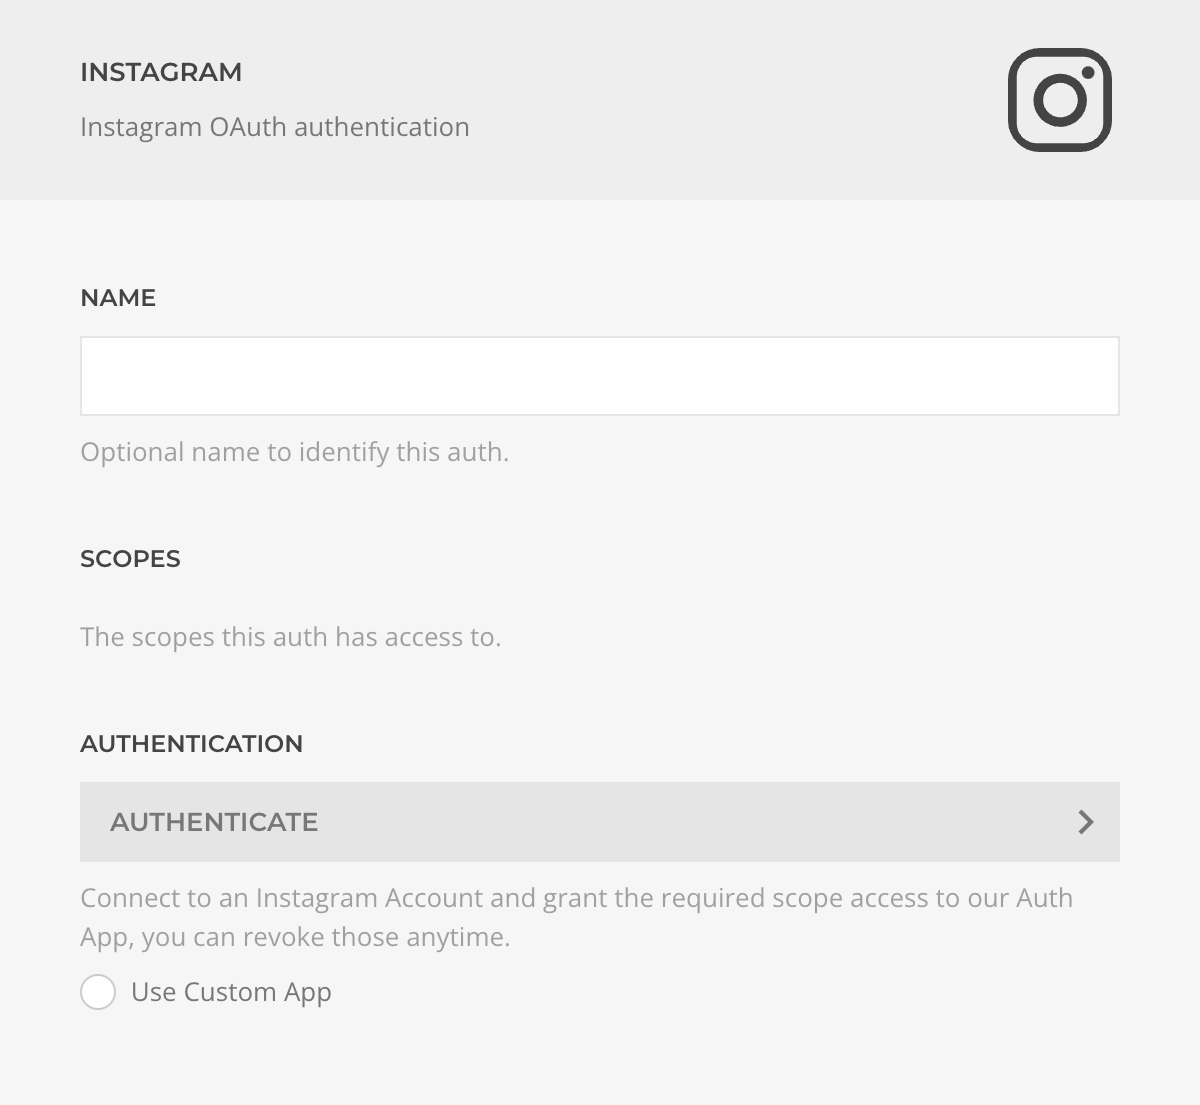 INSTAGRAM
Instagram OAuth authentication
NAME
Optional name to identify this auth.
SCOPES
The scopes this auth has access to.
AUTHENTICATION
AUTHENTICATE
Connect to an Instagram Account and grant the required scope access to our Auth
App, you can revoke those anytime.
Use Custom App